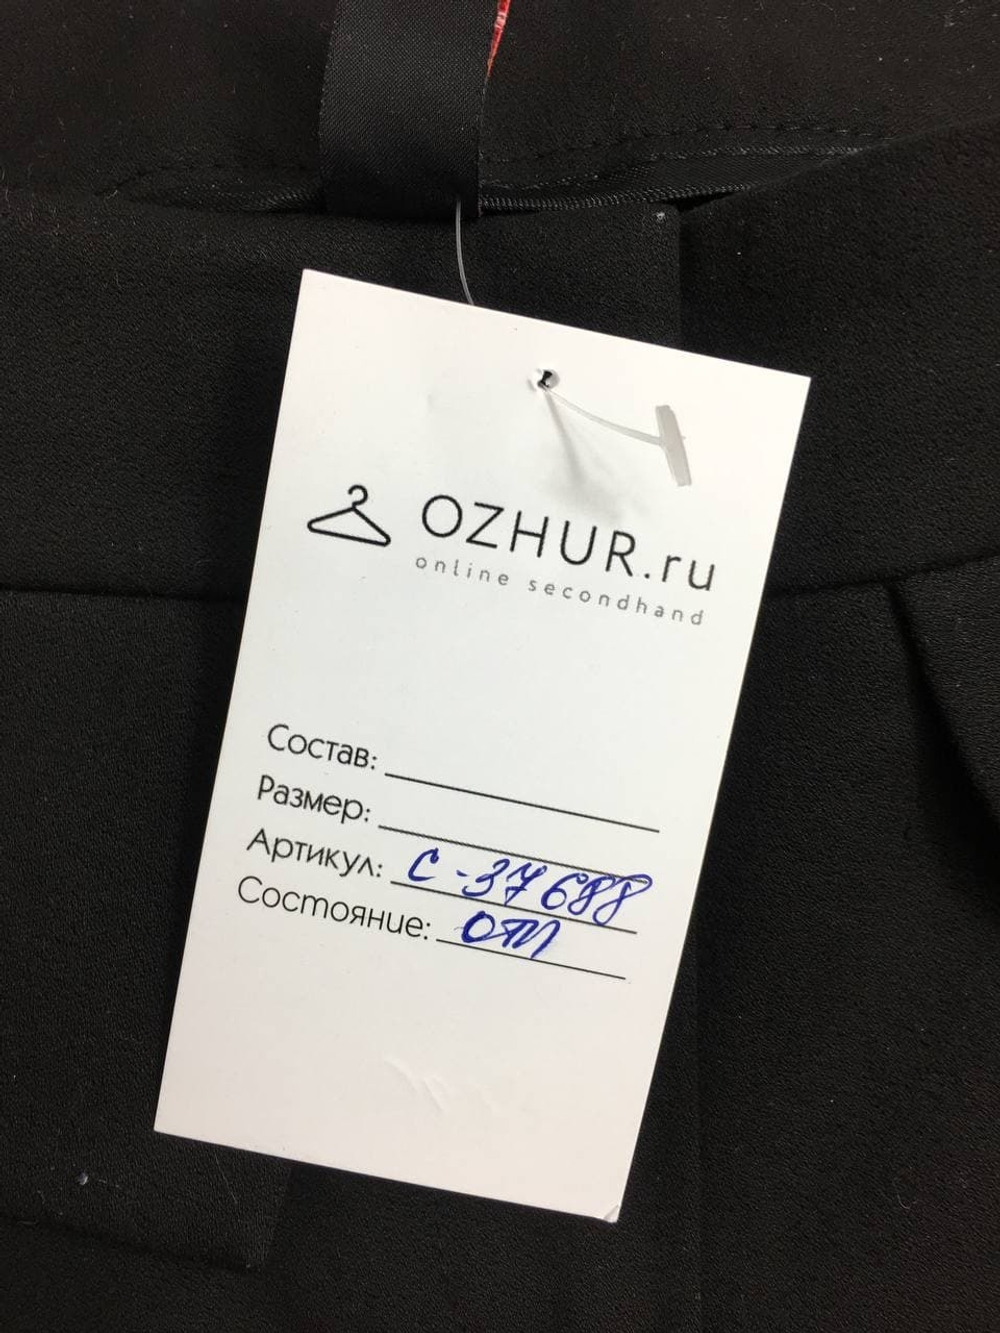 OZHUR.ru
online secondhand
Состав:
Размер:
Артикул: С-37688
Состояние: отл